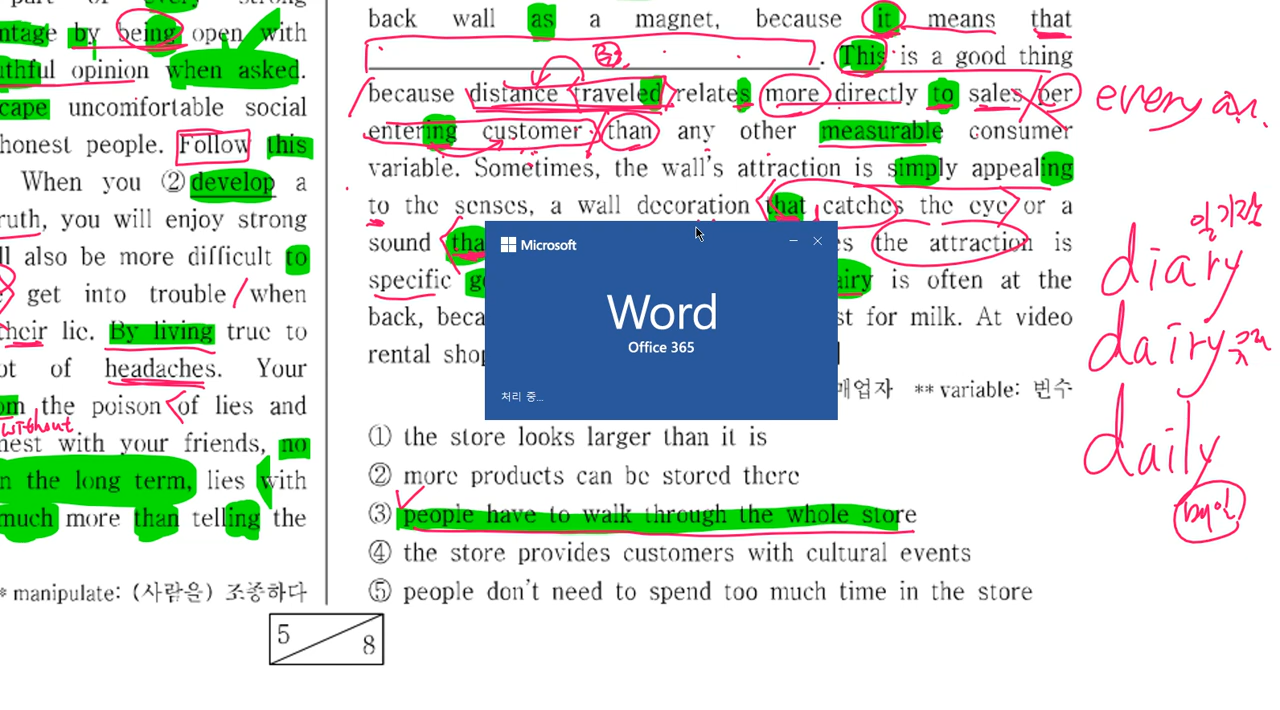 part of every strong
ntage by being open with
uthful opinion when asked.
cape uncomfortable social
honest people. Follow this
When you ② develop a
ruth, you will enjoy strong
ll also be more difficult to
get into trouble when
their lie. By living true to
ot of headaches. Your
om the poison of lies and
without
nest with your friends, no
n the long term, lies with
much more than telling the
* manipulate: (사람을) 조종하다
5 8
back wall as a magnet, because it means that
③
. This is a good thing
because distance traveled relates more directly to sales per
entering customer than any other measurable consumer
variable. Sometimes, the wall's attraction is simply appealing
to the senses, a wall decoration that catches the eye or a
sound tha s the attraction is
specific g airy is often at the
back, beca st for milk. At video
rental shop
매업자 ** variable: 변수
① the store looks larger than it is
② more products can be stored there
③ people have to walk through the whole store
④ the store provides customers with cultural events
⑤ people don't need to spend too much time in the store
Microsoft
Word
Office 365
처리 중...
every
diary
dairy
daily
매일